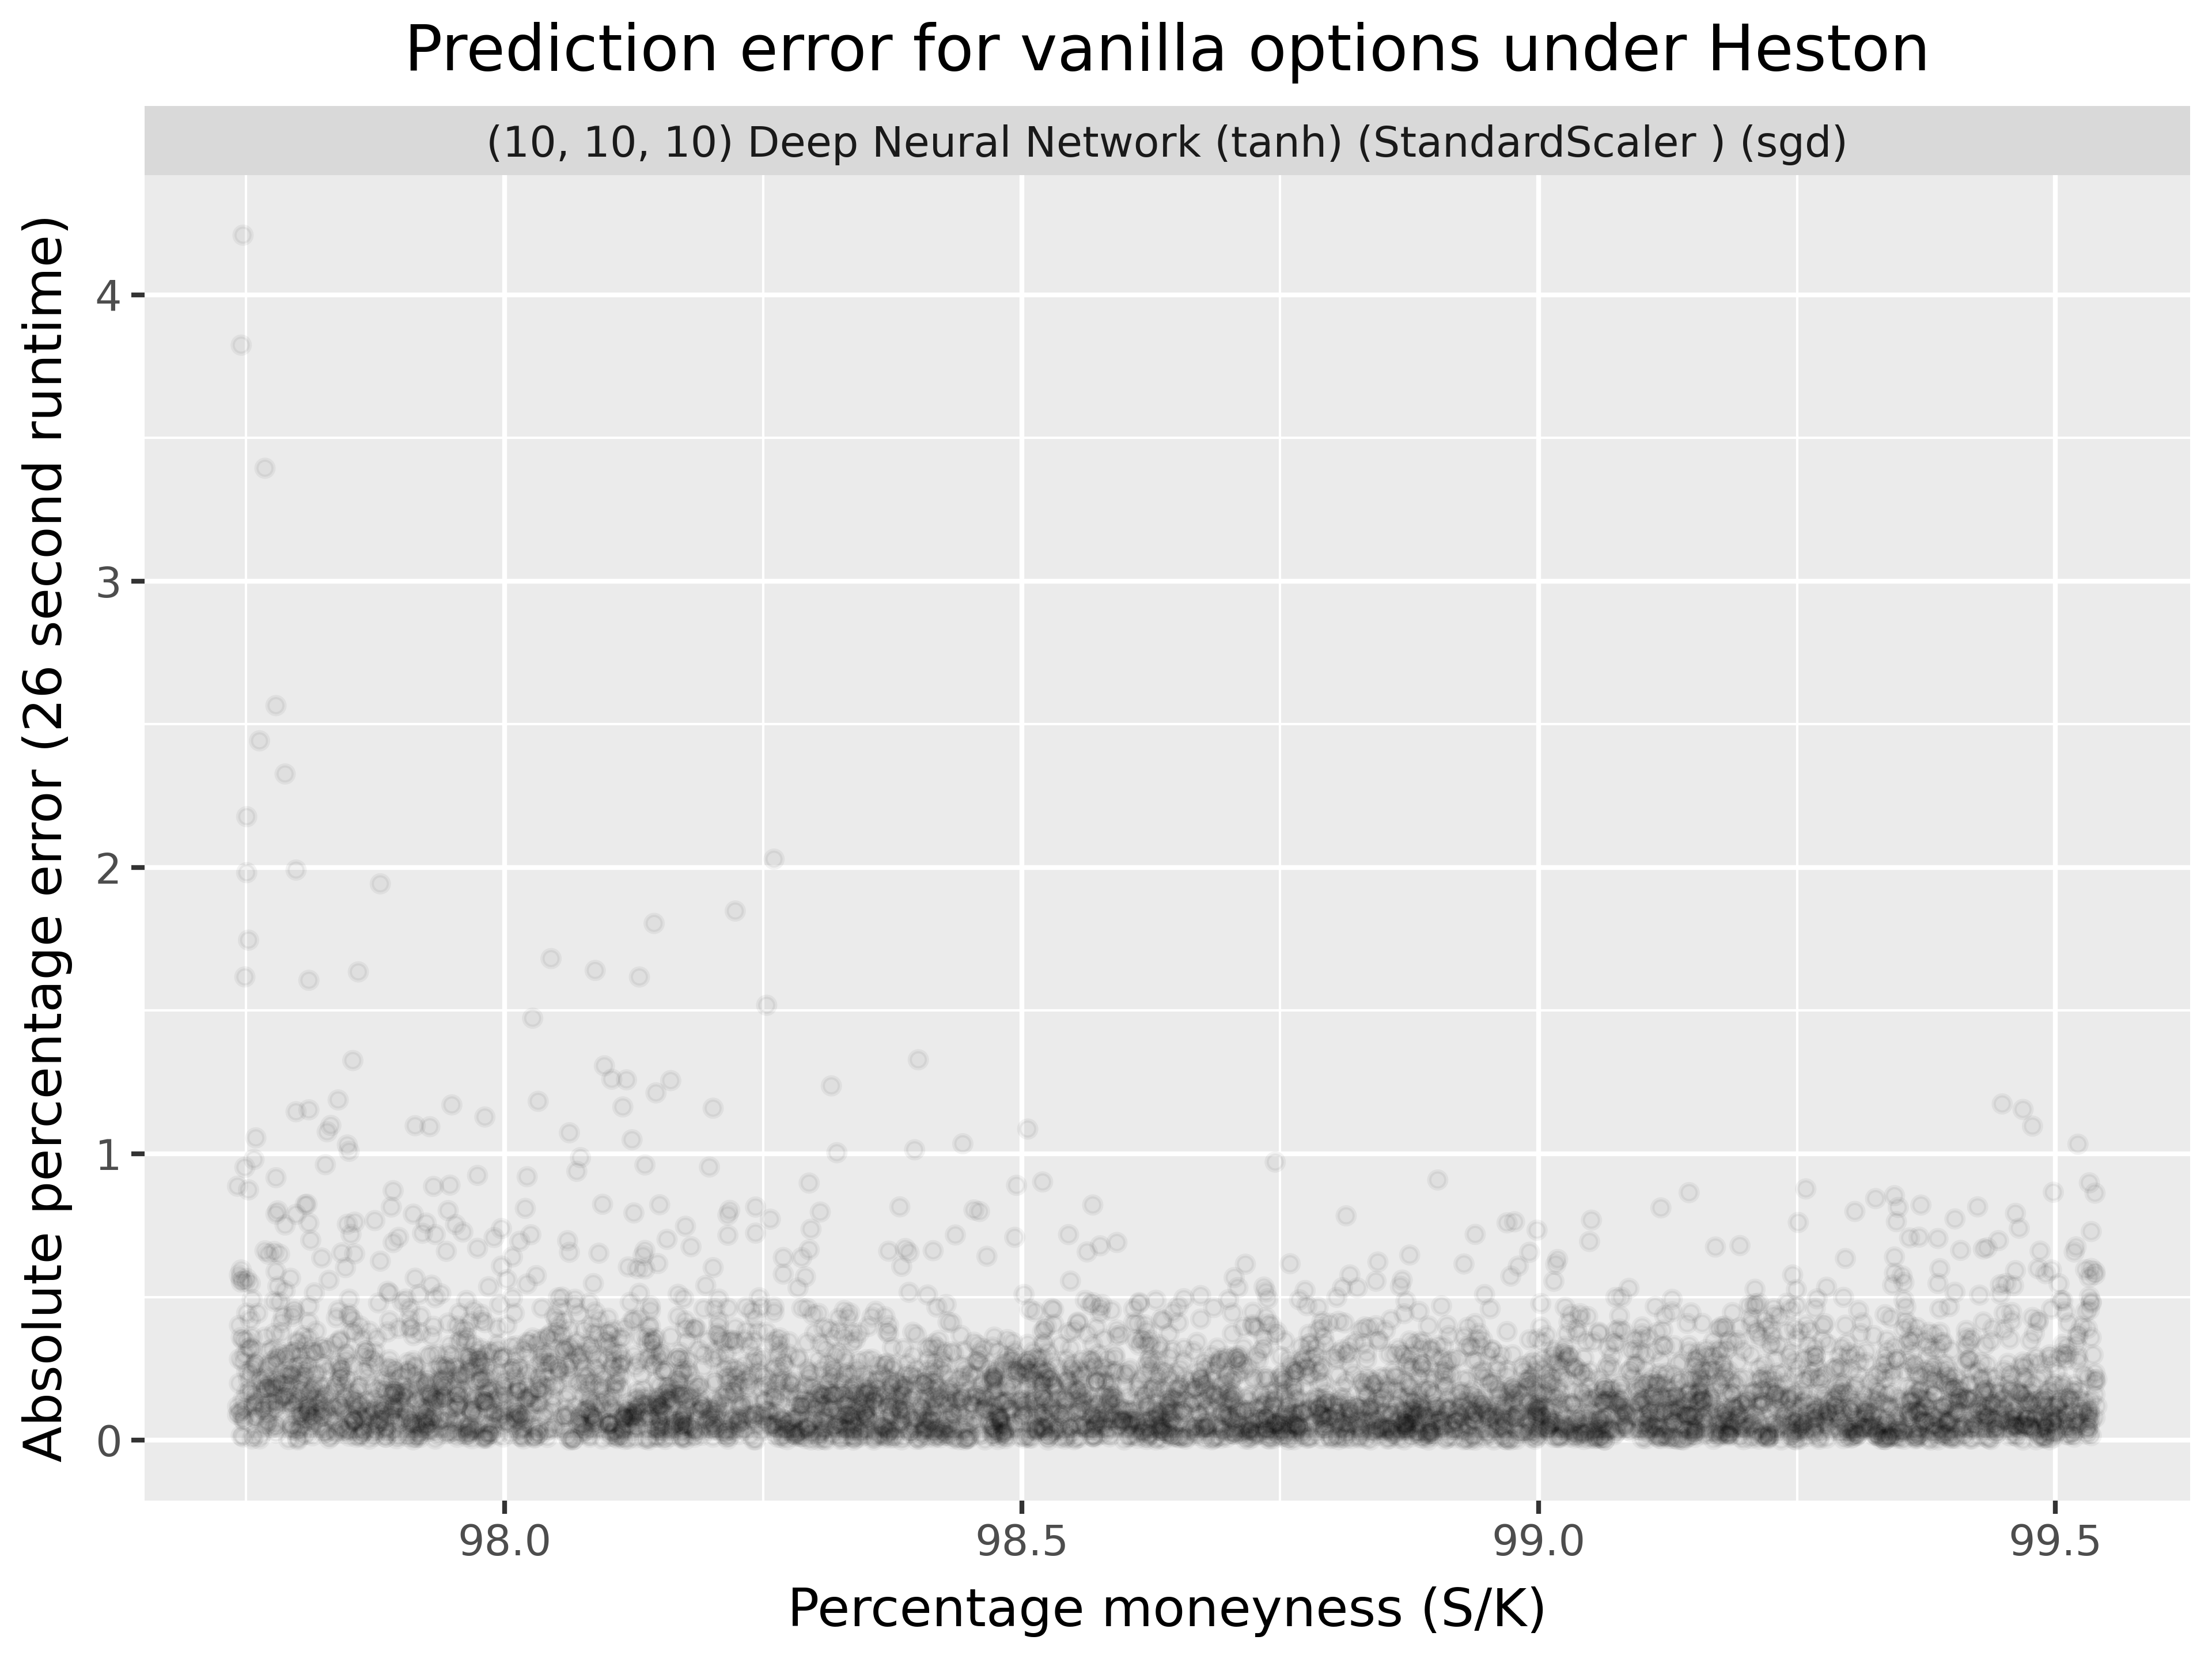 Prediction error for vanilla options under Heston
(10, 10, 10) Deep Neural Network (tanh) (StandardScaler ) (sgd)
Absolute percentage error (26 second runtime)
4
3
2
1
0
98.0 98.5 99.0 99.5
Percentage moneyness (S/K)